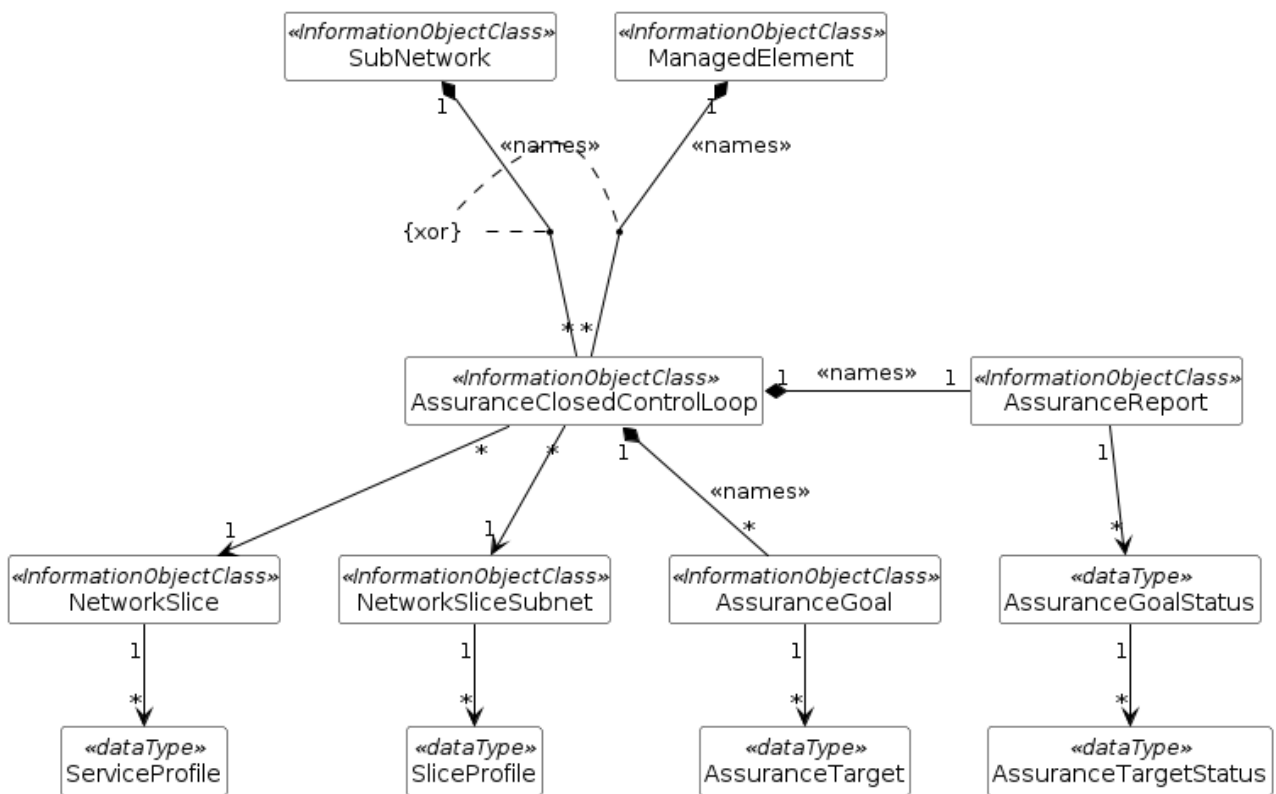 «InformationObjectClass»
SubNetwork
«InformationObjectClass»
ManagedElement
1
1
«names»
«names»
{xor}
*
*
«InformationObjectClass»
AssuranceClosedControlLoop
1
«names»
1
«InformationObjectClass»
AssuranceReport
*
*
1
1
«names»
1
1
*
*
«InformationObjectClass»
NetworkSlice
«InformationObjectClass»
NetworkSliceSubnet
«InformationObjectClass»
AssuranceGoal
«dataType»
AssuranceGoalStatus
1
1
1
1
*
*
*
*
«dataType»
ServiceProfile
«dataType»
SliceProfile
«dataType»
AssuranceTarget
«dataType»
AssuranceTargetStatus